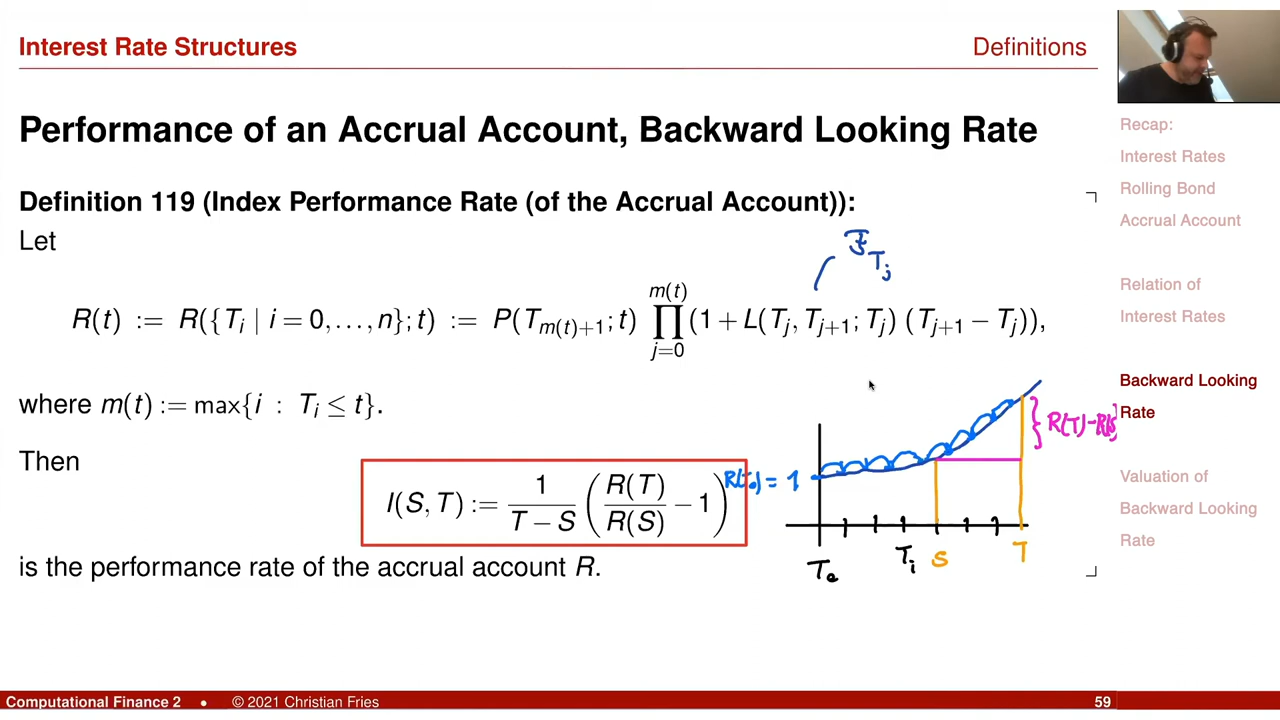 Interest Rate Structures
Definitions
Performance of an Accrual Account, Backward Looking Rate
Definition 119 (Index Performance Rate (of the Accrual Account)):
Let
𝔉_{T_j}
R(t) := R({T_i | i = 0,…,n}; t) := P(T_{m(t)+1}; t) ∏_{j=0}^{m(t)} (1 + L(T_j, T_{j+1}; T_j) (T_{j+1} − T_j)),
where m(t) := max{i : T_i ≤ t}.
Then
I(S, T) := 1/(T − S) (R(T)/R(S) − 1)
is the performance rate of the accrual account R.
R(T_0) = 1
} R(T)-R(S)
T_0
T_i
S
T
Recap:
Interest Rates
Rolling Bond
Accrual Account
Relation of
Interest Rates
Backward Looking
Rate
Valuation of
Backward Looking
Rate
Computational Finance 2 • © 2021 Christian Fries
59